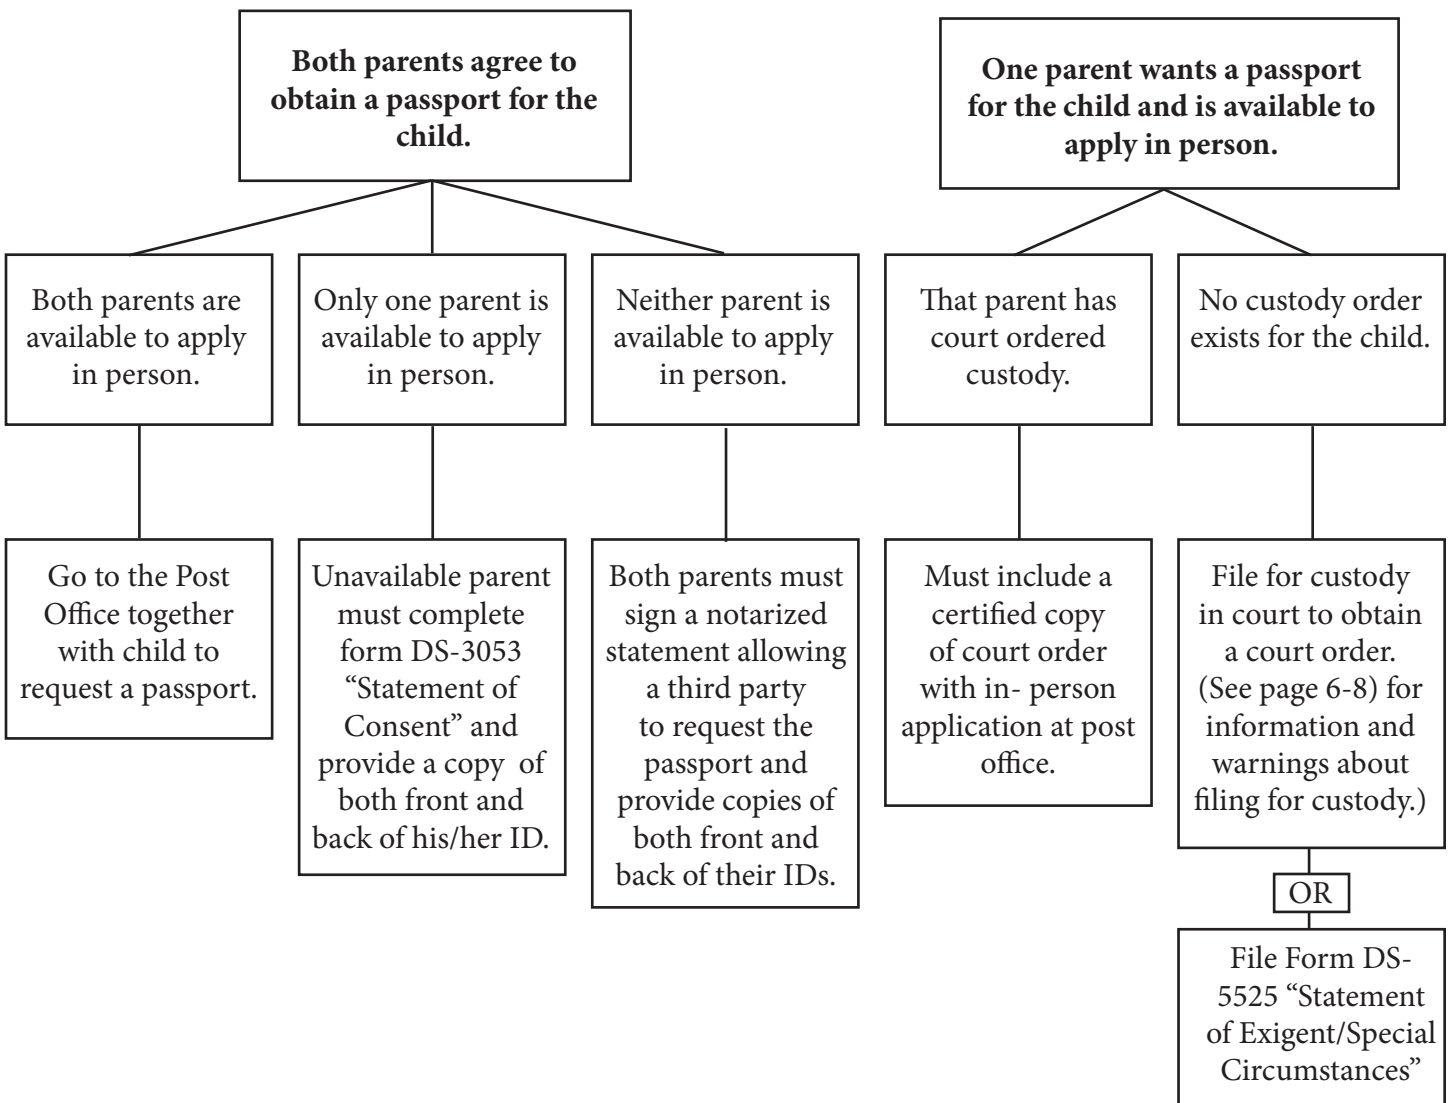 Both parents agree to
obtain a passport for the
child.
One parent wants a passport
for the child and is available to
apply in person.
Both parents are
available to apply
in person.
Only one parent is
available to apply
in person.
Neither parent is
available to apply
in person.
That parent has
court ordered
custody.
No custody order
exists for the child.
Go to the Post
Office together
with child to
request a passport.
Unavailable parent
must complete
form DS-3053
“Statement of
Consent” and
provide a copy  of
both front and
back of his/her ID.
Both parents must
sign a notarized
statement allowing
a third party
to request the
passport and
provide copies of
both front and
back of their IDs.
Must include a
certified copy
of court order
with in- person
application at post
office.
File for custody
in court to obtain
a court order.
(See page 6-8) for
information and
warnings about
filing for custody.)
OR
File Form DS-
5525 “Statement
of Exigent/Special
Circumstances”